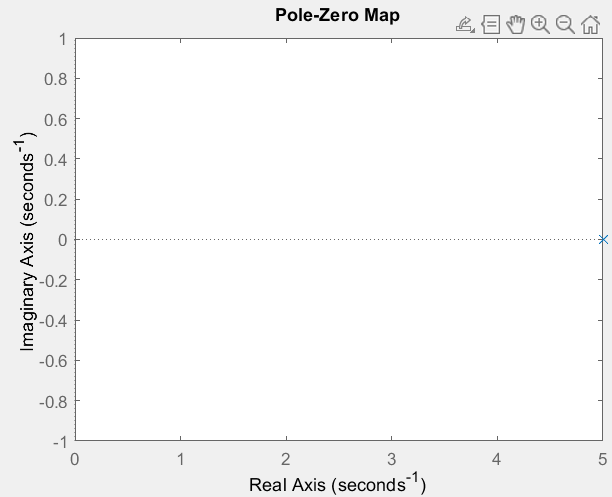 Pole-Zero Map
1
0.8
0.6
0.4
0.2
0
-0.2
-0.4
-0.6
-0.8
-1
Imaginary Axis (seconds⁻¹)
0 1 2 3 4 5
Real Axis (seconds⁻¹)